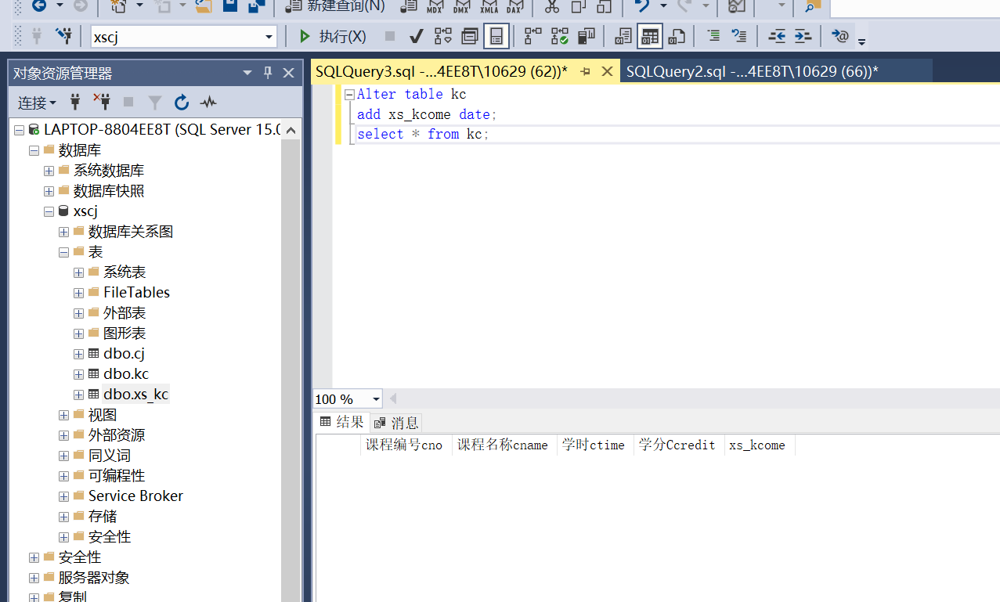 新建查询(N)
MDX DMX XMLA DAX
xscj
执行(X)
对象资源管理器
连接
LAPTOP-8804EE8T (SQL Server 15.0
数据库
系统数据库
数据库快照
xscj
数据库关系图
表
系统表
FileTables
外部表
图形表
dbo.cj
dbo.kc
dbo.xs_kc
视图
外部资源
同义词
可编程性
Service Broker
存储
安全性
安全性
服务器对象
复制
SQLQuery3.sql -...4EE8T\10629 (62))*
SQLQuery2.sql -...4EE8T\10629 (66))*
Alter table kc
add xs_kcome date;
select * from kc;
100 %
结果
消息
课程编号cno 课程名称cname 学时ctime 学分Ccredit xs_kcome